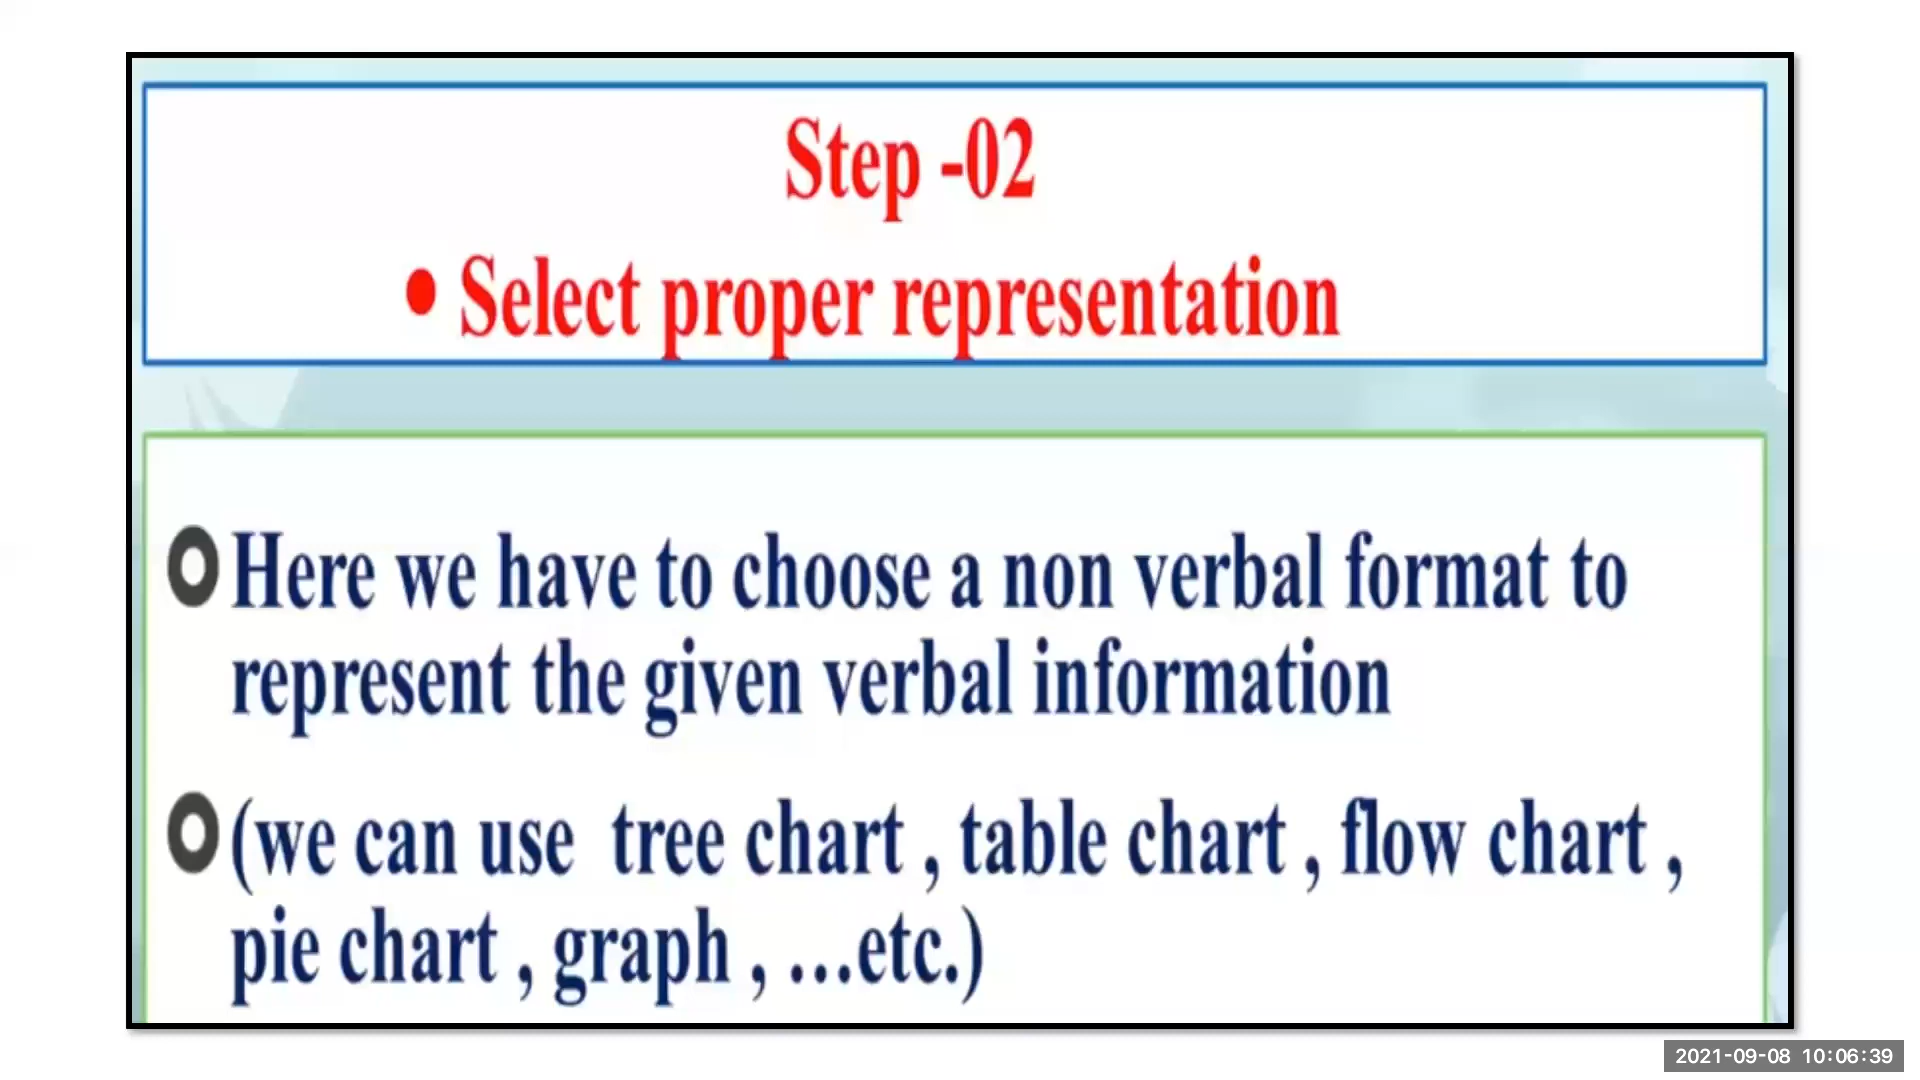 Step -02
• Select proper representation
Here we have to choose a non verbal format to
represent the given verbal information
(we can use tree chart , table chart , flow chart ,
pie chart , graph , ...etc.)
2021-09-08 10:06:39